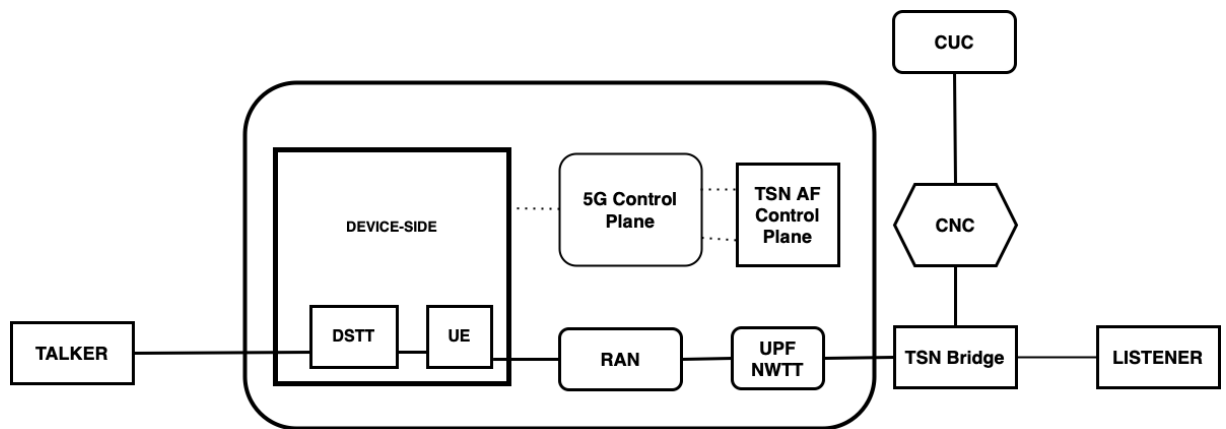 CUC
5G Control
Plane
TSN AF
Control
Plane
DEVICE-SIDE
CNC
DSTT
UE
TALKER
RAN
UPF
NWTT
TSN Bridge
LISTENER